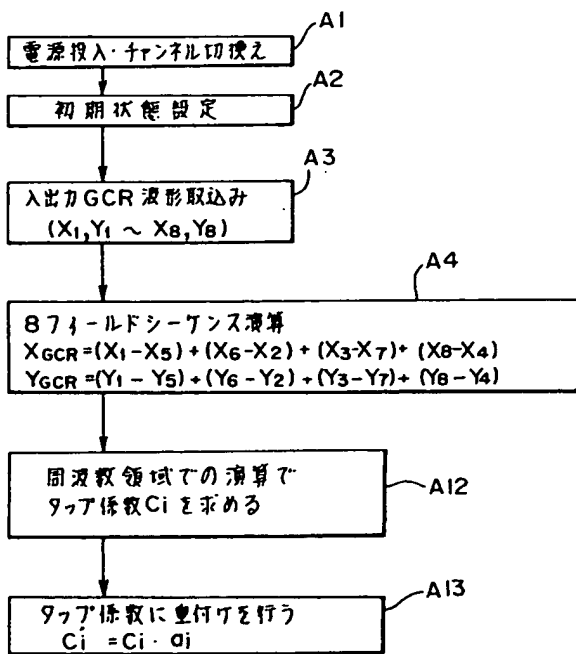 A1
電源投入・チャンネル切換え
A2
初期状態設定
A3
入出力GCR波形取込み
(X1,Y1 ~ X8,Y8)
A4
8フィールドシーケンス演算
XGCR=(X1-X5)+(X6-X2)+(X3-X7)+(X8-X4)
YGCR=(Y1-Y5)+(Y6-Y2)+(Y3-Y7)+(Y8-Y4)
A12
周波数領域での演算で
タップ係数Ciを求める
A13
タップ係数に重付けを行う
Ci = Ci・ai